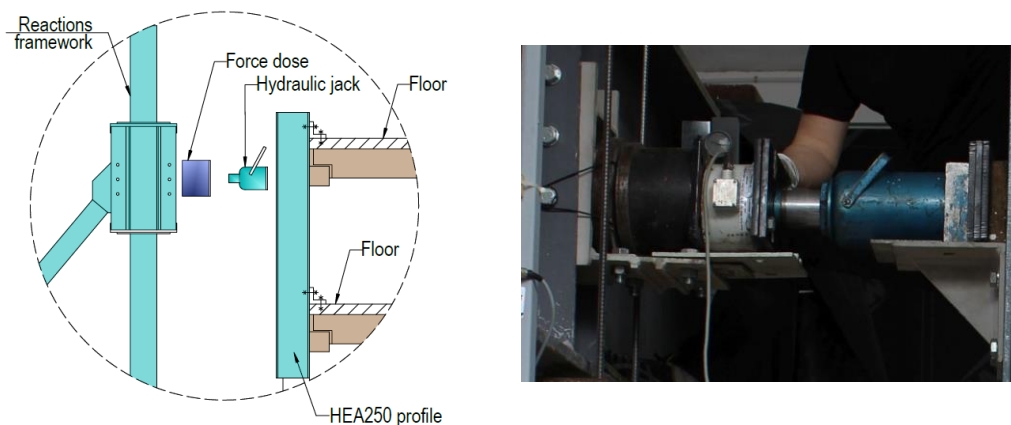 Reactions
framework
Force dose
Hydraulic jack
Floor
Floor
HEA250 profile